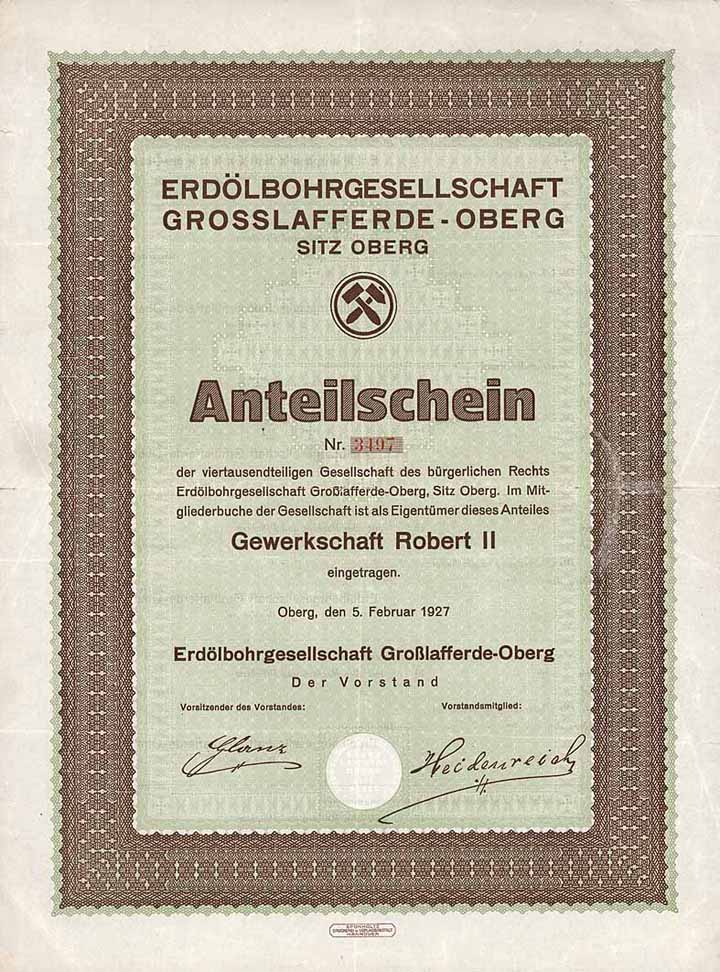 ERDÖLBOHRGESELLSCHAFT
GROSSLAFFERDE-OBERG
SITZ OBERG
Anteilschein
Nr. 3497
der viertausendteiligen Gesellschaft des bürgerlichen Rechts
Erdölbohrgesellschaft Großlafferde-Oberg, Sitz Oberg. Im Mit-
gliederbuche der Gesellschaft ist als Eigentümer dieses Anteiles
Gewerkschaft Robert II
eingetragen.
Oberg, den 5. Februar 1927
Erdölbohrgesellschaft Großlafferde-Oberg
Der Vorstand
Vorsitzender des Vorstandes:
Vorstandsmitglied:
Glanz
Heidenreich
HANNOVER